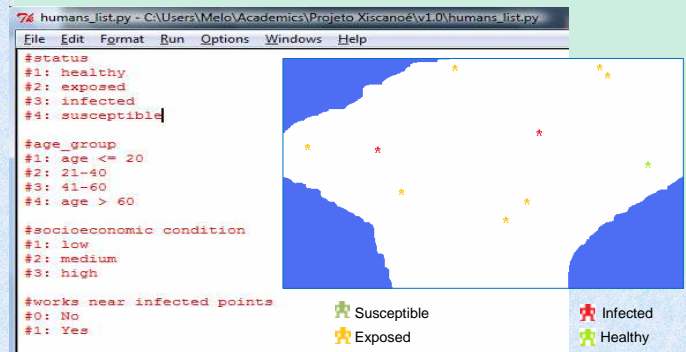 humans_list.py - C:\Users\Melo\Academics\Projeto Xiscanoé\v1.0\humans_list.py
File Edit Format Run Options Windows Help
#status
#1: healthy
#2: exposed
#3: infected
#4: susceptible
#age_group
#1: age <= 20
#2: 21-40
#3: 41-60
#4: age > 60
#socioeconomic condition
#1: low
#2: medium
#3: high
#works near infected points
#0: No
#1: Yes
Susceptible
Infected
Exposed
Healthy